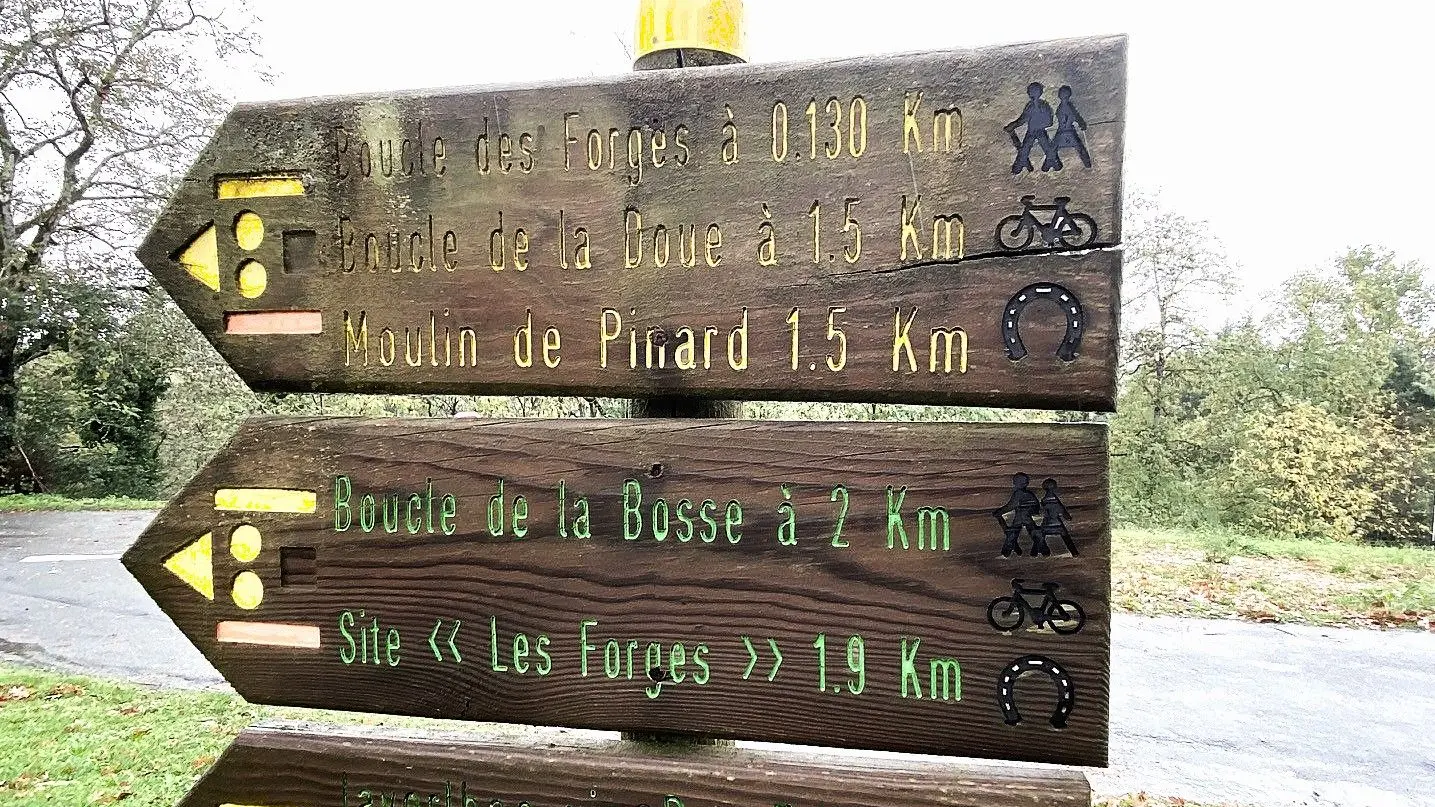 Boucle des Forges à 0.130 Km
Boucle de la Doue à 1.5 Km
Moulin de Pinard 1.5 Km
Boucle de la Bosse à 2 Km
Site << Les Forges >> 1.9 Km